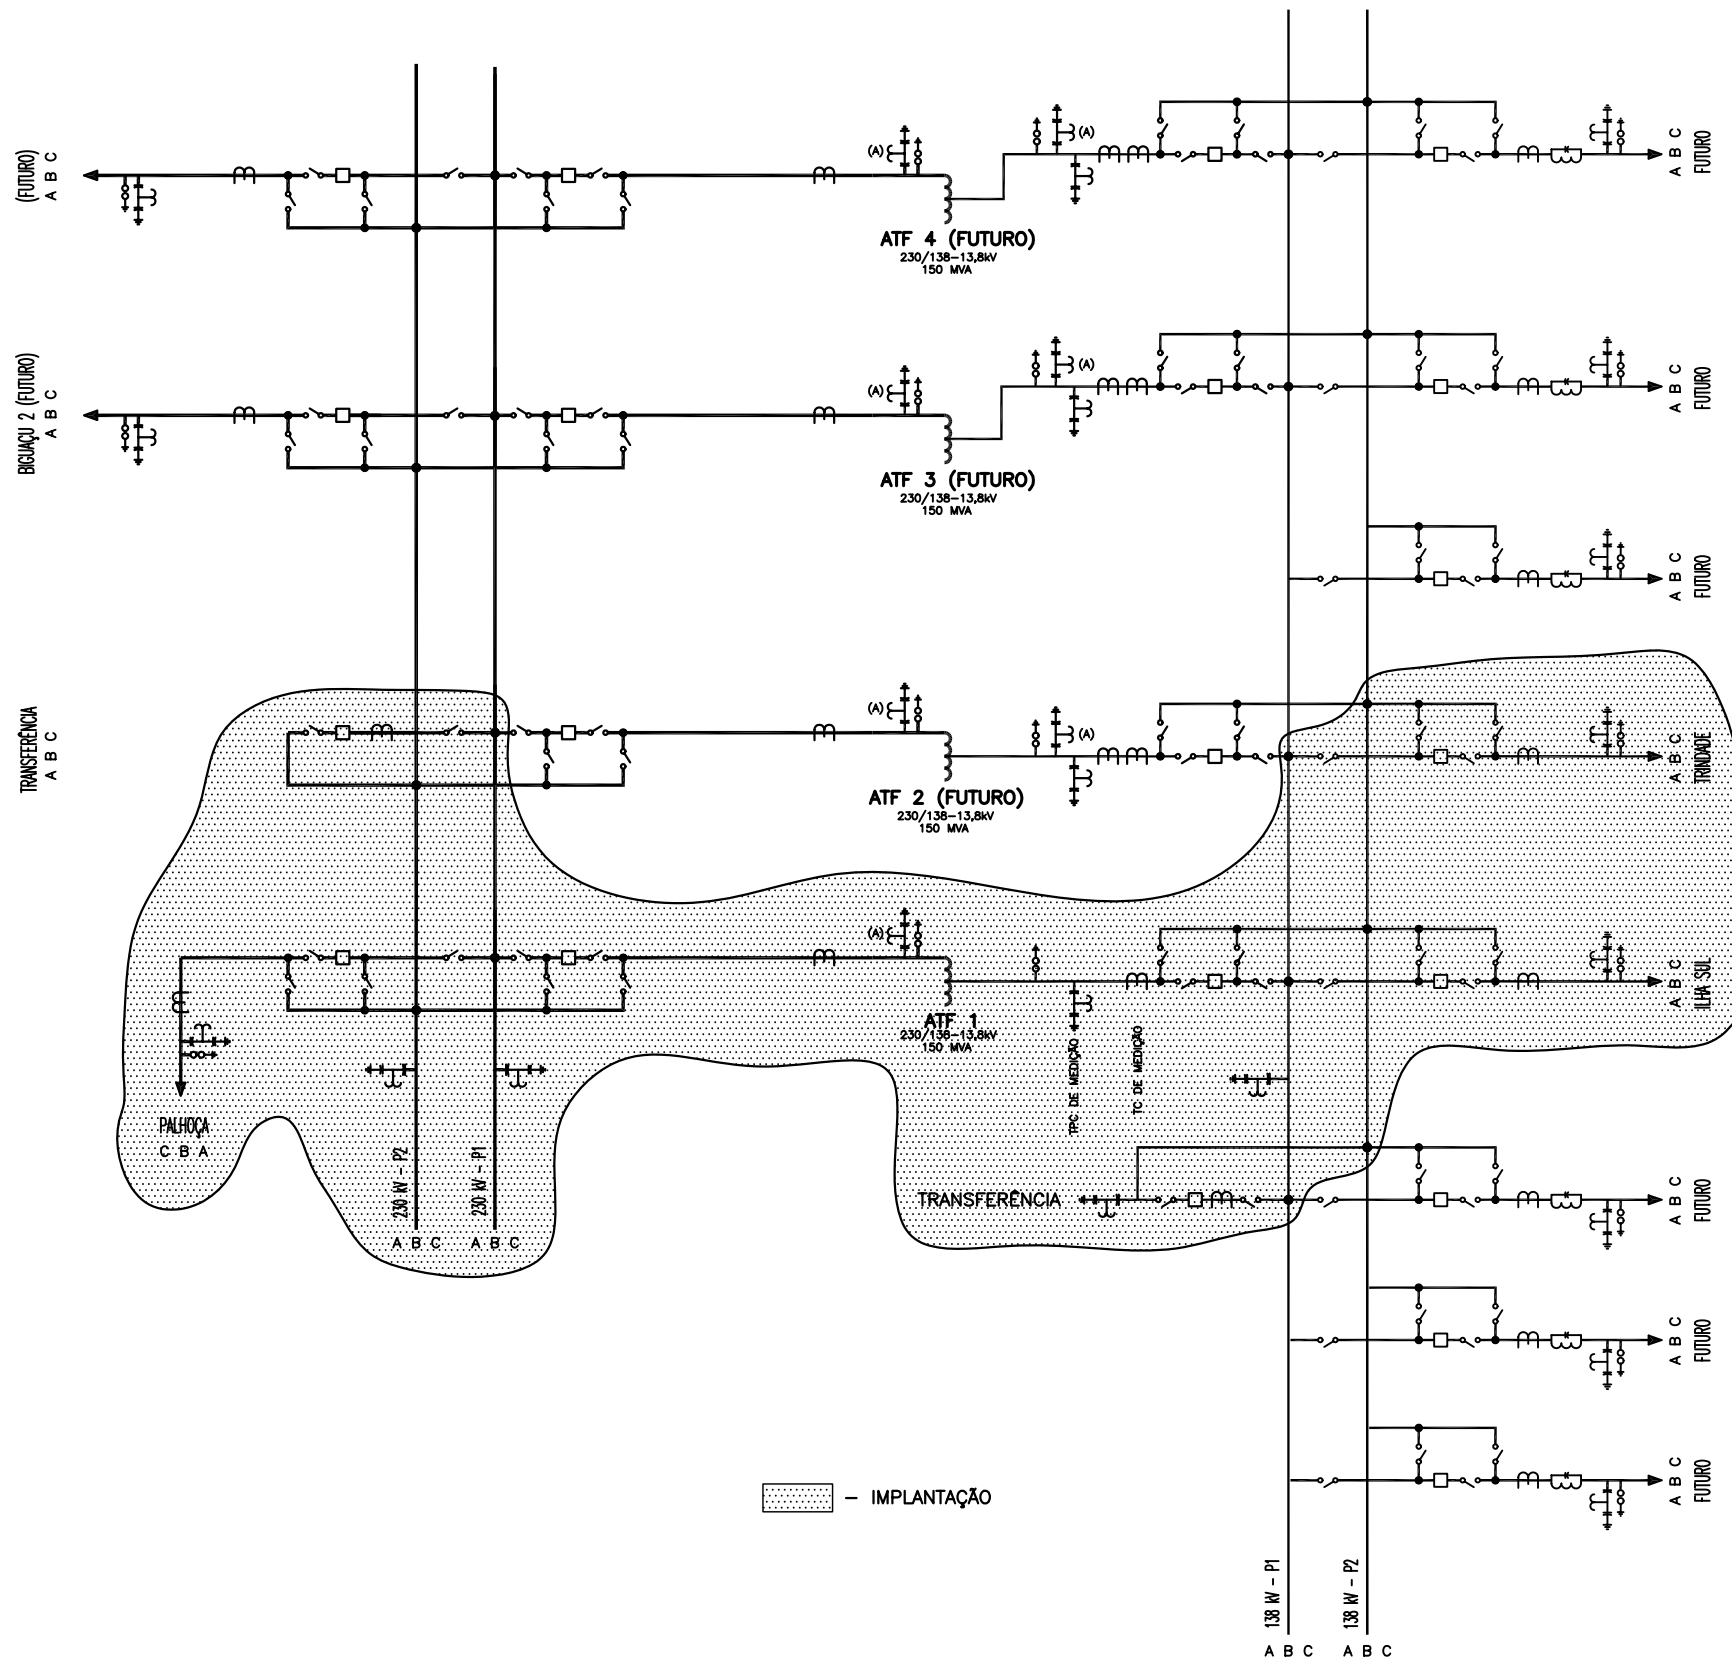 (FUTURO)
A B C
(A)
(A)
A B C
FUTURO
ATF 4 (FUTURO)
230/138-13,8kV
150 MVA
BIGUAÇU 2 (FUTURO)
A B C
(A)
(A)
A B C
FUTURO
ATF 3 (FUTURO)
230/138-13,8kV
150 MVA
A B C
FUTURO
TRANSFERÊNCIA
A B C
(A)
(A)
A B C
TRINDADE
ATF 2 (FUTURO)
230/138-13,8kV
150 MVA
(A)
A B C
ILHA SUL
ATF 1
230/138-13,8kV
150 MVA
TPC DE MEDIÇÃO
TC DE MEDIÇÃO
PALHOÇA
C B A
230 kV - P2
230 kV - P1
A B C
A B C
TRANSFERÊNCIA
A B C
FUTURO
A B C
FUTURO
A B C
FUTURO
- IMPLANTAÇÃO
138 kV - P1
138 kV - P2
A B C
A B C